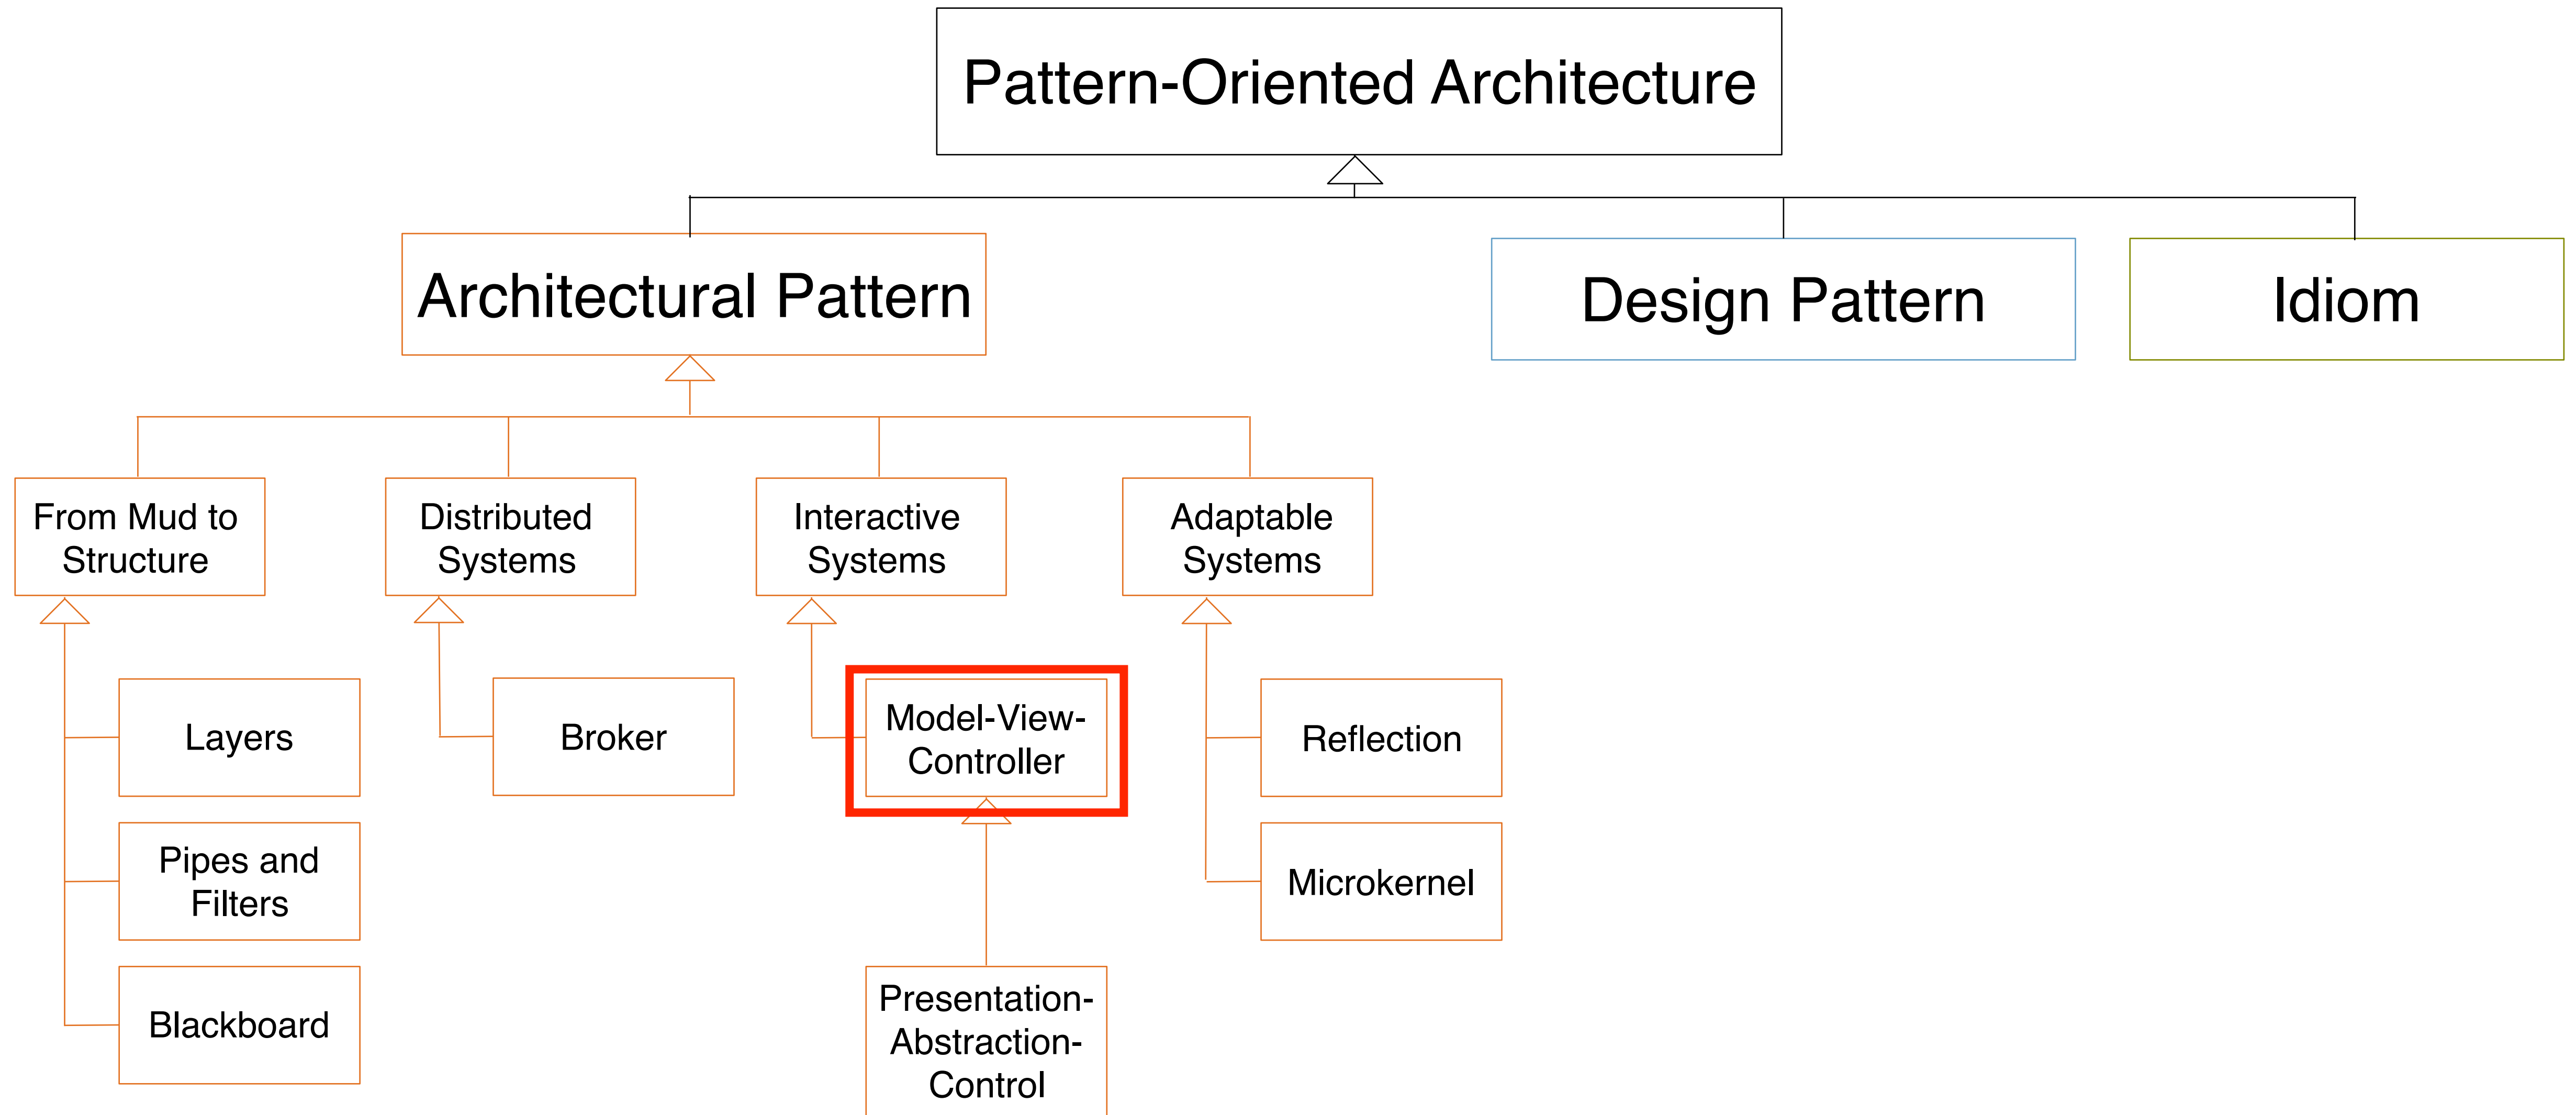 Pattern-Oriented Architecture
Architectural Pattern
Design Pattern
Idiom
From Mud to
Structure
Distributed
Systems
Interactive
Systems
Adaptable
Systems
Layers
Broker
Model-View-
Controller
Reflection
Pipes and
Filters
Microkernel
Blackboard
Presentation-
Abstraction-
Control